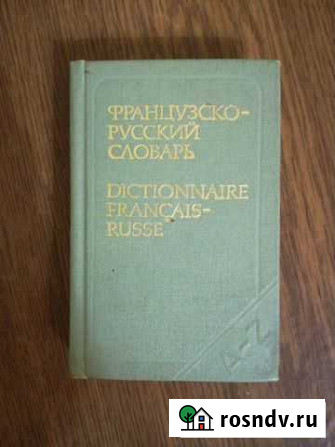 ФРАНЦУЗСКО-
РУССКИЙ
СЛОВАРЬ
DICTIONNAIRE
FRANÇAIS-
RUSSE
A-Z
rosndv.ru